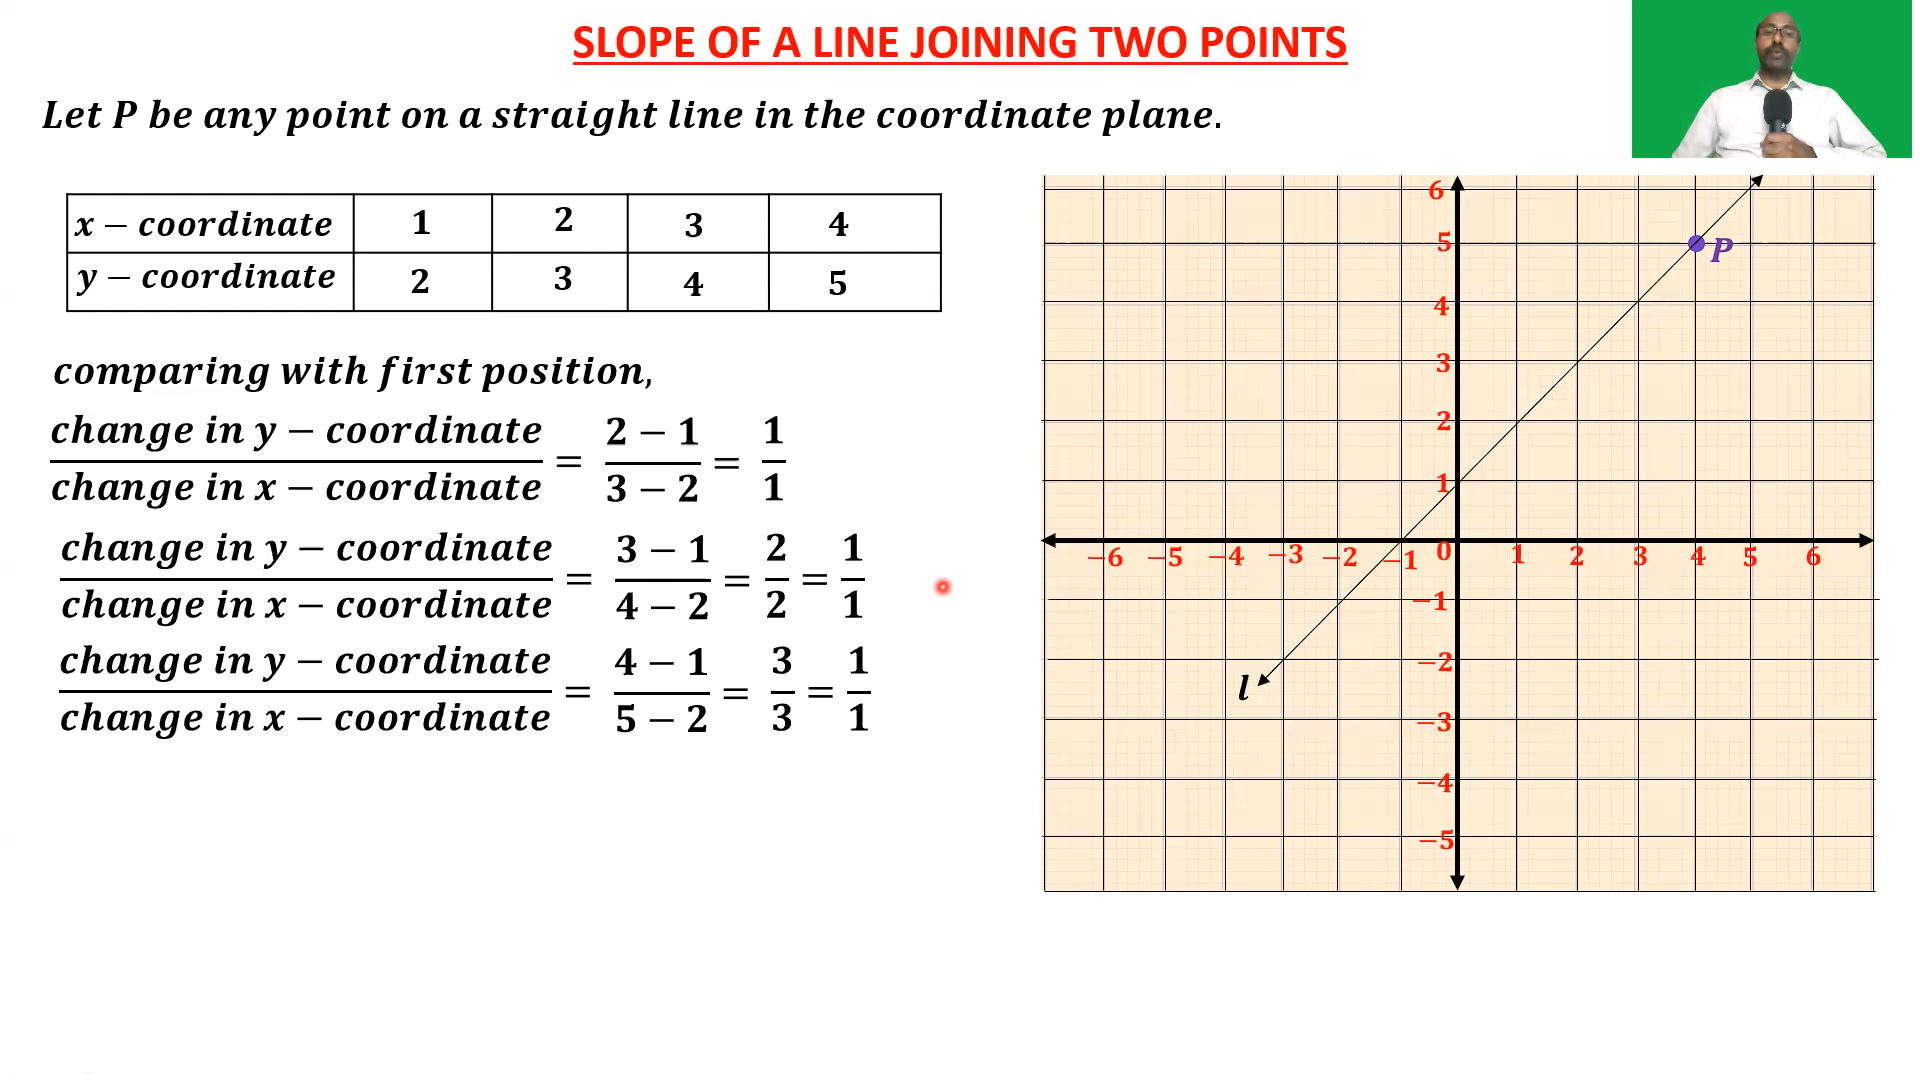 SLOPE OF A LINE JOINING TWO POINTS
Let P be any point on a straight line in the coordinate plane.
x − coordinate 1 2 3 4
y − coordinate 2 3 4 5
comparing with first position,
change in y − coordinate / change in x − coordinate = 2 − 1 / 3 − 2 = 1 / 1
change in y − coordinate / change in x − coordinate = 3 − 1 / 4 − 2 = 2 / 2 = 1 / 1
change in y − coordinate / change in x − coordinate = 4 − 1 / 5 − 2 = 3 / 3 = 1 / 1
6
5
P
4
3
2
1
−6 −5 −4 −3 −2 −1 0 1 2 3 4 5 6
−1
−2
l
−3
−4
−5